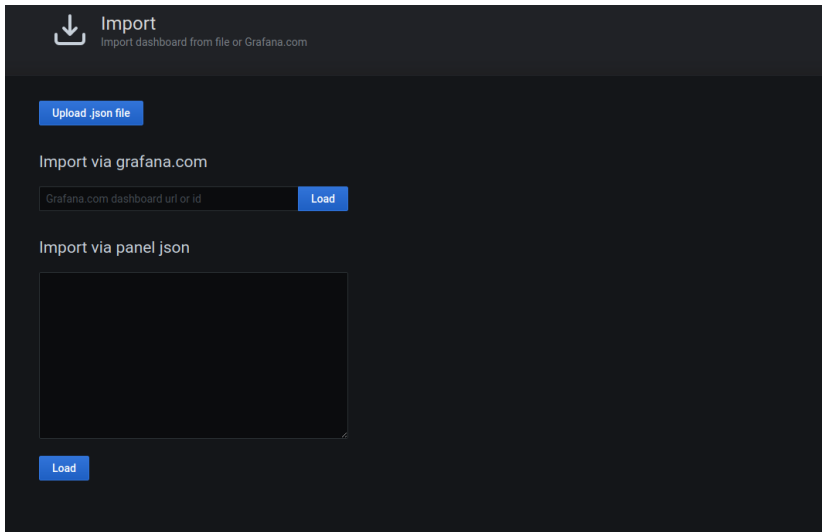 Import
Import dashboard from file or Grafana.com
Upload .json file
Import via grafana.com
Grafana.com dashboard url or id
Load
Import via panel json
Load